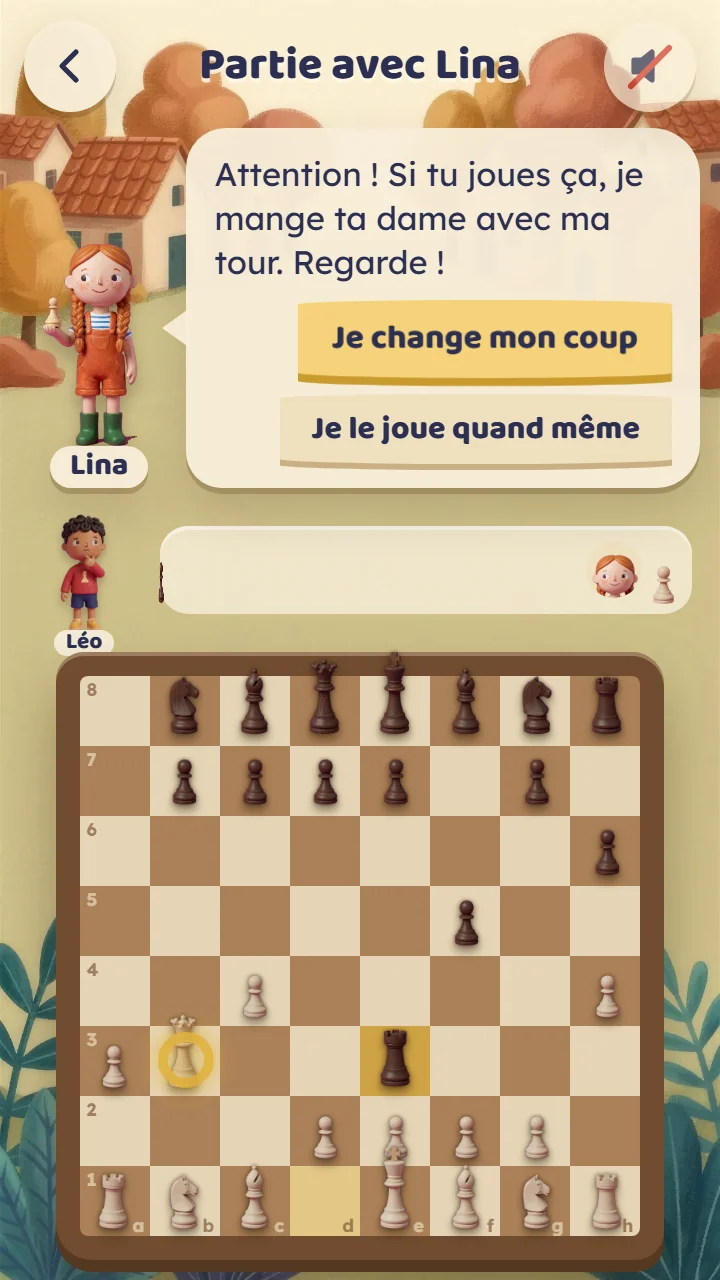 Partie avec Lina
Attention ! Si tu joues ça, je
mange ta dame avec ma
tour. Regarde !
Je change mon coup
Je le joue quand même
Lina
Léo
8
7
6
5
4
3
2
1
a b c d e f g h